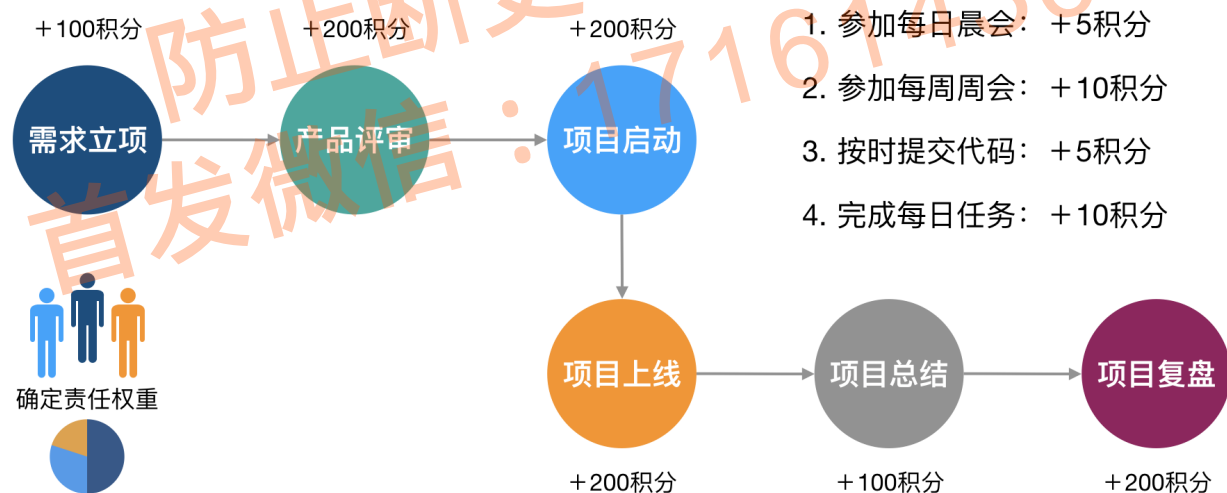 +100积分
+200积分
+200积分
需求立项
产品评审
项目启动
1. 参加每日晨会：+5积分
2. 参加每周周会：+10积分
3. 按时提交代码：+5积分
4. 完成每日任务：+10积分
确定责任权重
项目上线
项目总结
项目复盘
+200积分
+100积分
+200积分
防止断更
首发微信：1716143